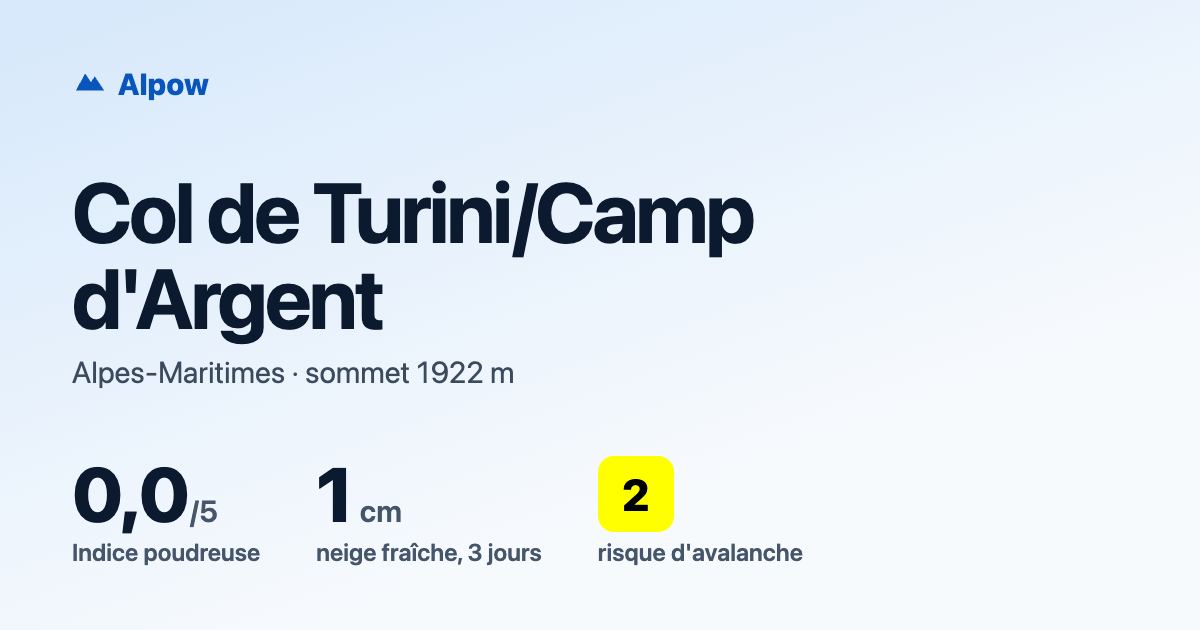 Alpow
Col de Turini/Camp
d'Argent
Alpes-Maritimes · sommet 1922 m
0,0/5 1 cm 2
Indice poudreuse neige fraîche, 3 jours risque d'avalanche